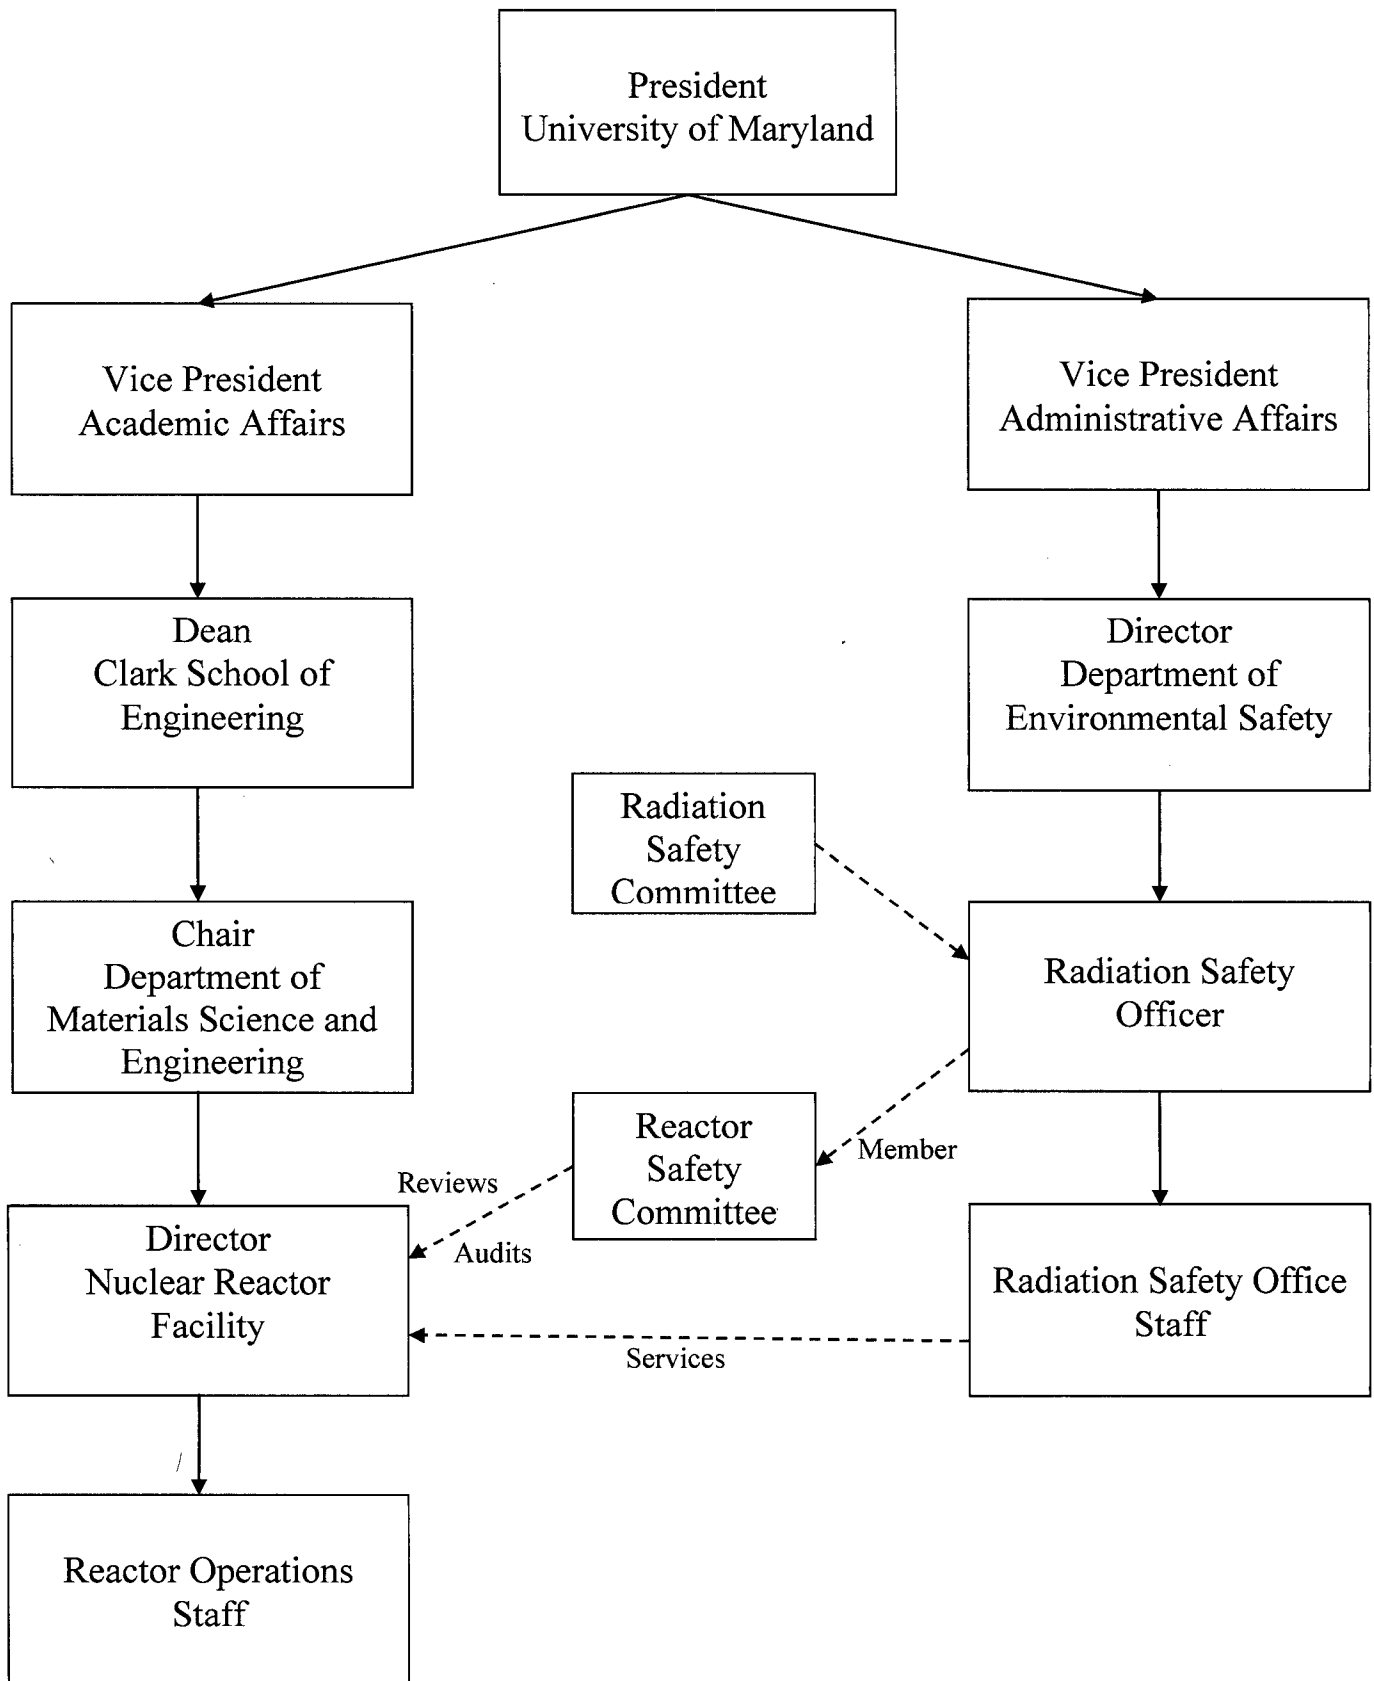 President
University of Maryland
Vice President
Academic Affairs
Vice President
Administrative Affairs
Dean
Clark School of
Engineering
Director
Department of
Environmental Safety
Radiation
Safety
Committee
Chair
Department of
Materials Science and
Engineering
Radiation Safety
Officer
Reactor
Safety
Committee
Member
Reviews
Audits
Director
Nuclear Reactor
Facility
Radiation Safety Office
Staff
Services
Reactor Operations
Staff